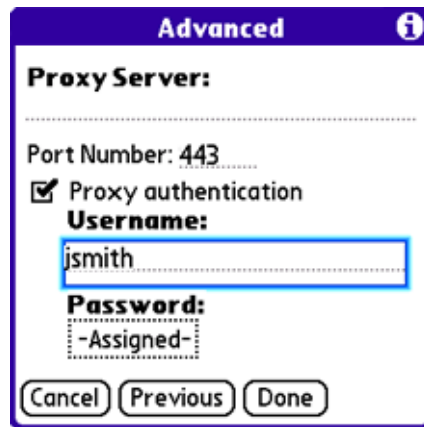 Advanced
Proxy Server:
Port Number: 443
Proxy authentication
Username:
jsmith
Password:
-Assigned-
Cancel Previous Done